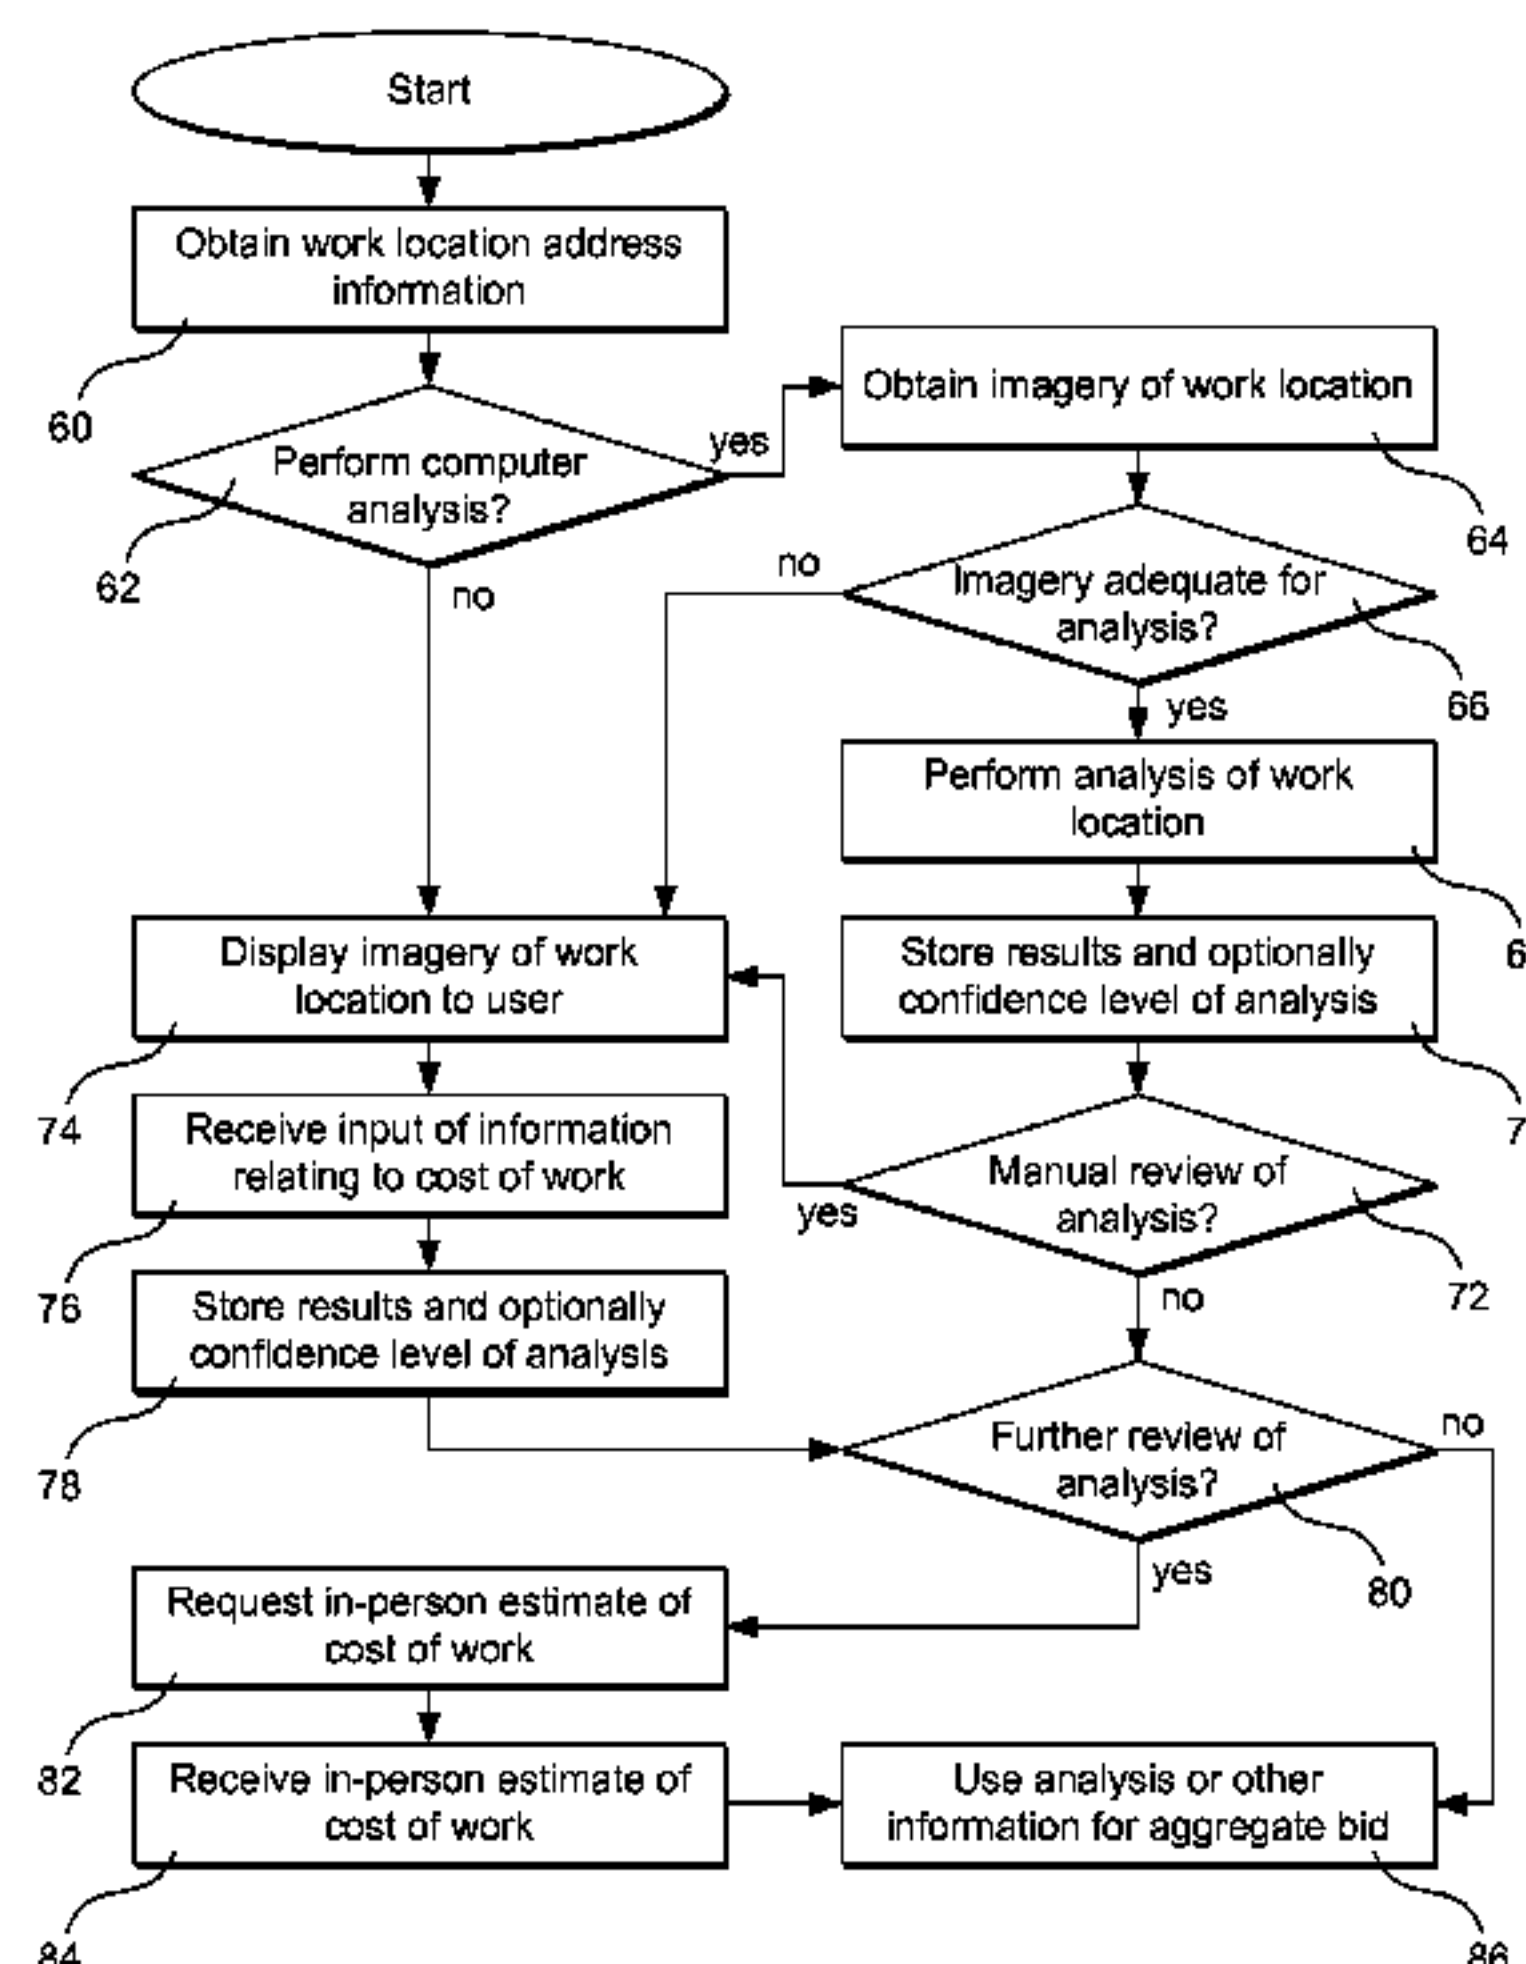 Start
Obtain work location address
information
60
Perform computer
analysis?
62
yes
no
Obtain imagery of work location
64
Imagery adequate for
analysis?
66
no
yes
Perform analysis of work
location
6
Store results and optionally
confidence level of analysis
7
Manual review of
analysis?
72
yes
no
Display imagery of work
location to user
74
Receive input of information
relating to cost of work
76
Store results and optionally
confidence level of analysis
78
Further review of
analysis?
80
no
yes
Request in-person estimate of
cost of work
82
Receive in-person estimate of
cost of work
84
Use analysis or other
information for aggregate bid
86